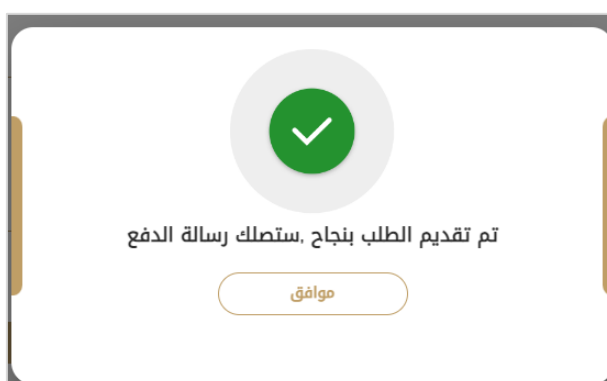 تم تقديم الطلب بنجاح ,ستصلك رسالة الدفع
موافق